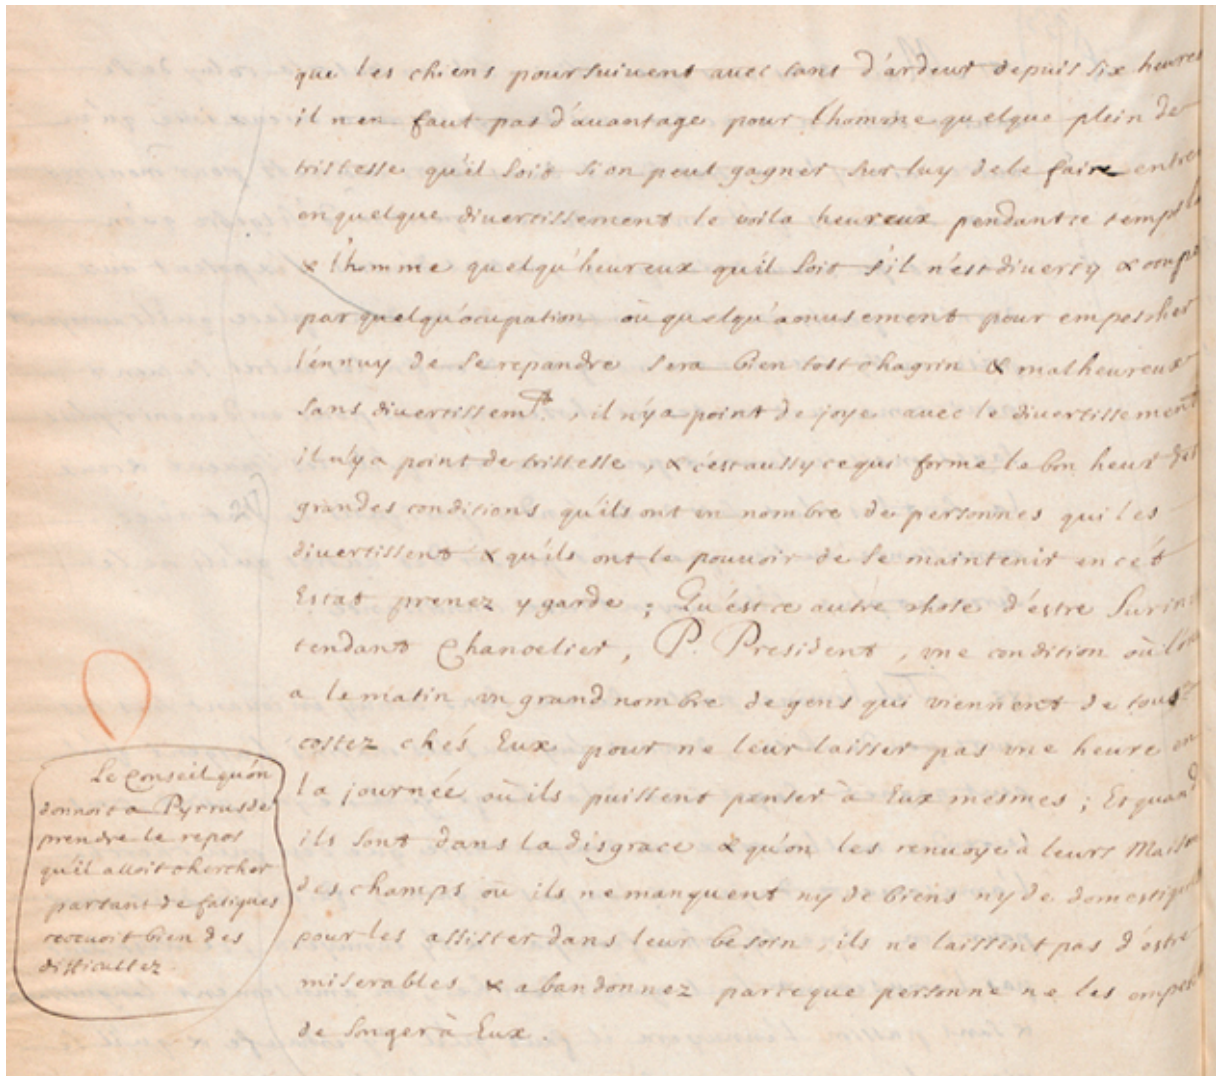 que les chiens poursuivent avec tant d'ardeur depuis six heures
il n'en faut pas d'avantage pour l'homme quelque plein de
tristesse qu'il soit si on peut gagner sur luy de le faire entrer
en quelque divertissement le voila heureux pendant ce temps la
& l'homme quelqu'heureux qu'il soit s'il n'est diverty & occupé
par quelqu'ocupation où quelqu'amusement pour empescher
l'énnuy de se repandre sera bien tost chagrin & malheureux
sans divertissemt. il n'y a point de joye avec le divertissement
il n'y a point de tristesse, & c'est aussy ce qui forme le bon heur des
grandes conditions qu'ils ont un nombre de personnes qui les
divertissent & qu'ils ont le pouvoir de se maintenir en cét
Estat prenez y garde ; Qu'est ce autre chose d'estre Surin
tendant Chancelier, P. President, une condition où l'on
a le matin un grand nombre de gens qui viennent de tous
costez chés Eux pour ne leur laisser pas une heure en
la journée où ils puissent penser à Eux mesmes ; Et quand
ils sont dans la disgrace & qu'on les renvoye à leurs Maisons
des champs où ils ne manquent ny de biens ny de domestiques
pour les assister dans leur besoin, ils ne laissent pas d'estre
miserables & abandonnez parceque personne ne les empes
de songer à Eux.
Le Conseil qu'on
donnoit a Pyrrus de
prendre le repos
qu'il alloit chercher
par tant de fatigues
recevoit bien des
difficultez.